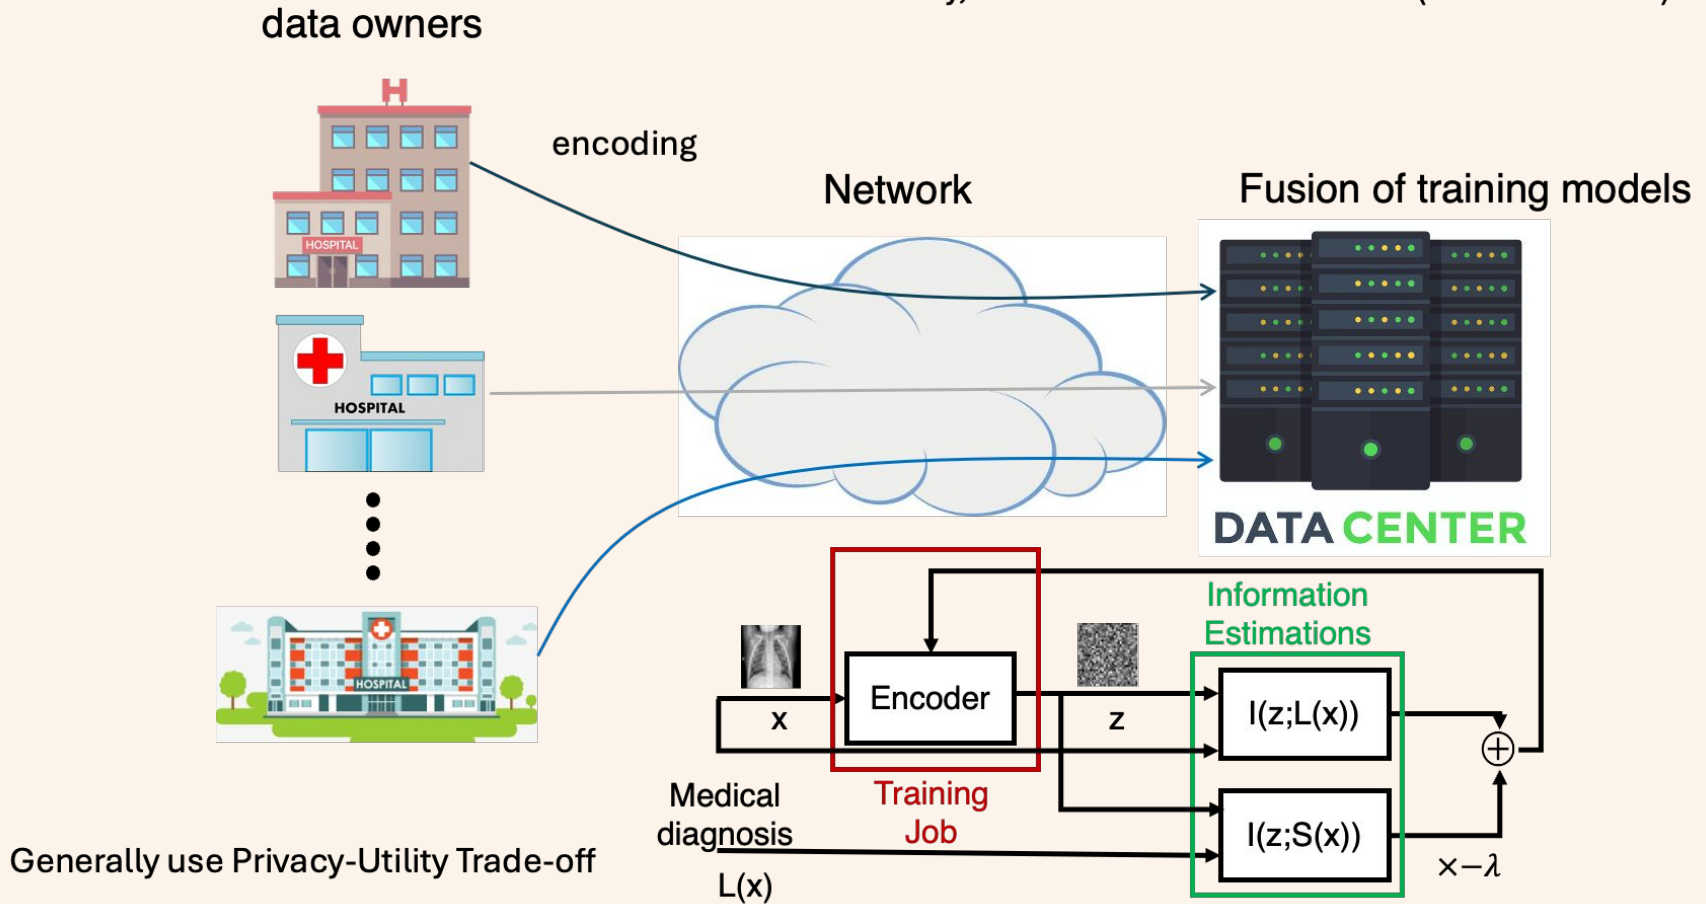 data owners
H
encoding
Network
Fusion of training models
HOSPITAL
HOSPITAL
HOSPITAL
DATA CENTER
Information
Estimations
Encoder
x
z
I(z;L(x))
I(z;S(x))
×−λ
Training
Job
Medical
diagnosis
L(x)
Generally use Privacy-Utility Trade-off